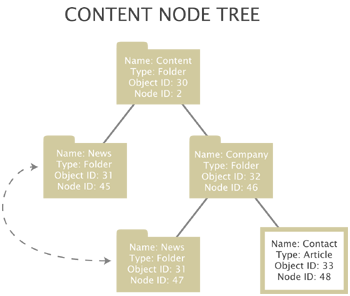 CONTENT NODE TREE
Name: Content
Type: Folder
Object ID: 30
Node ID: 2
Name: News
Type: Folder
Object ID: 31
Node ID: 45
Name: Company
Type: Folder
Object ID: 32
Node ID: 46
Name: News
Type: Folder
Object ID: 31
Node ID: 47
Name: Contact
Type: Article
Object ID: 33
Node ID: 48